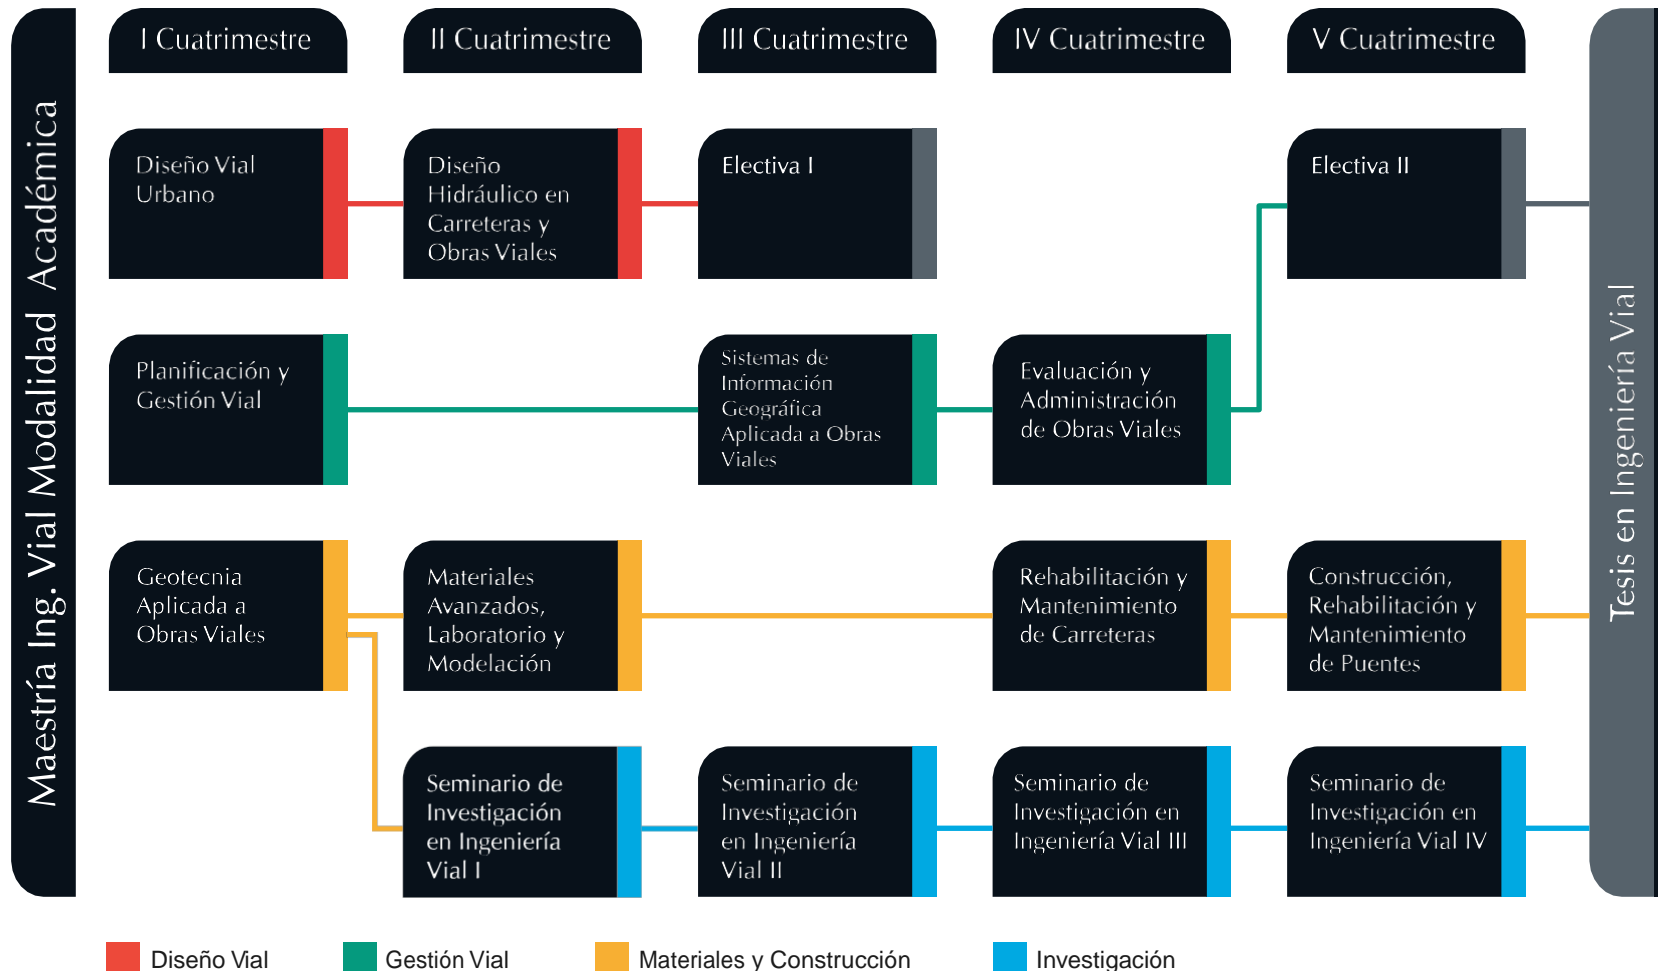 Maestría Ing. Vial Modalidad Académica
I Cuatrimestre
II Cuatrimestre
III Cuatrimestre
IV Cuatrimestre
V Cuatrimestre
Diseño Vial
Urbano
Diseño
Hidráulico en
Carreteras y
Obras Viales
Electiva I
Electiva II
Planificación y
Gestión Vial
Sistemas de
Información
Geográfica
Aplicada a Obras
Viales
Evaluación y
Administración
de Obras Viales
Geotecnia
Aplicada a
Obras Viales
Materiales
Avanzados,
Laboratorio y
Modelación
Rehabilitación y
Mantenimiento
de Carreteras
Construcción,
Rehabilitación y
Mantenimiento
de Puentes
Seminario de
Investigación
en Ingeniería
Vial I
Seminario de
Investigación
en Ingeniería
Vial II
Seminario de
Investigación en
Ingeniería Vial III
Seminario de
Investigación en
Ingeniería Vial IV
Tesis en Ingeniería Vial
Diseño Vial
Gestión Vial
Materiales y Construcción
Investigación